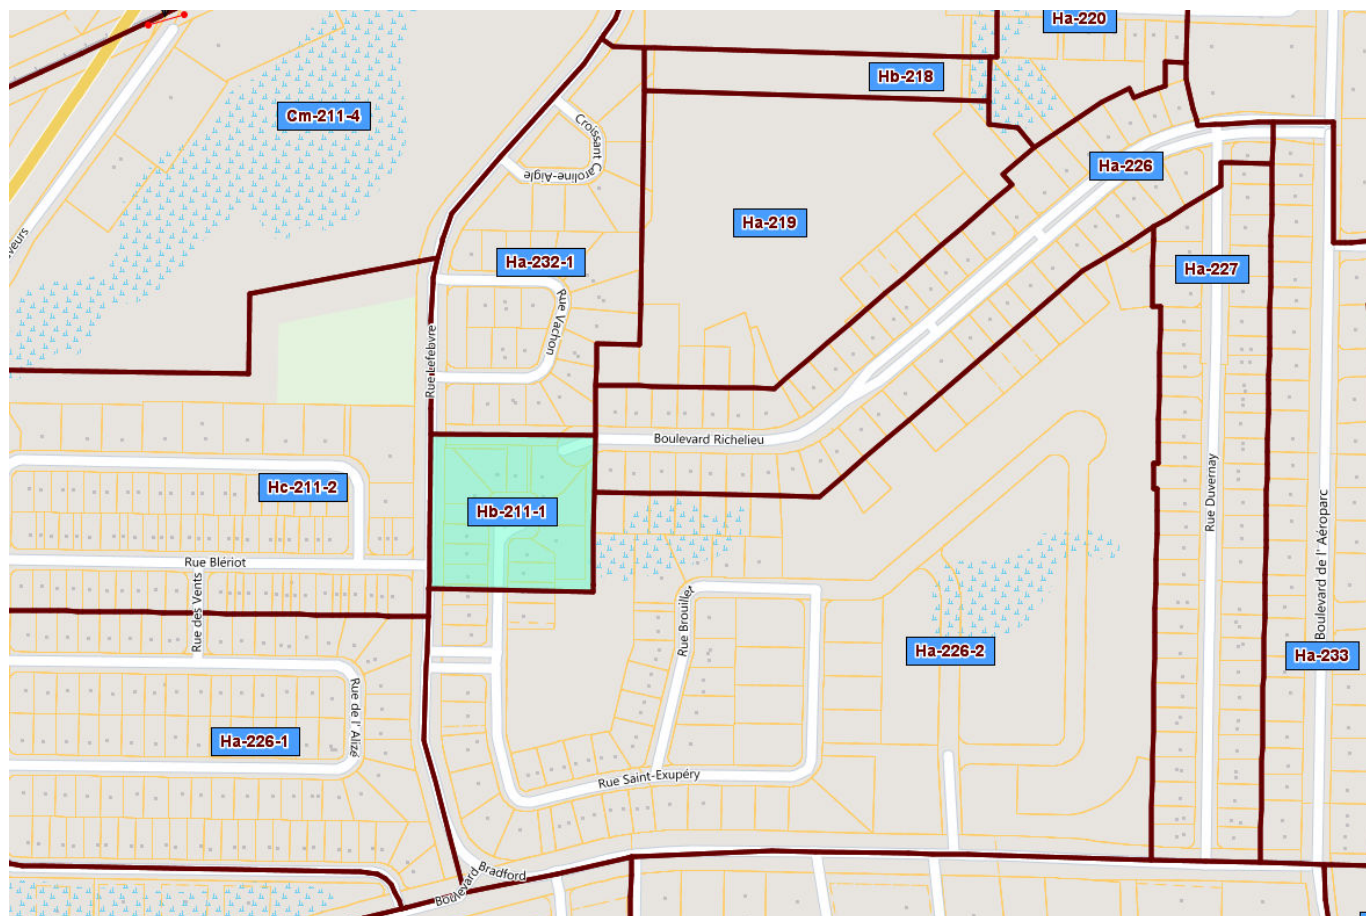 Ha-220
Hb-218
Cm-211-4
Croissant Caroline-Aigle
Ha-226
Ha-219
veurs
Ha-232-1
Ha-227
Rue Vachon
Rue Lefebvre
Boulevard Richelieu
Hc-211-2
Hb-211-1
Rue Duvernay
Boulevard de l' Aéroparc
Rue Blériot
Rue des Vents
Rue Brouillet
Ha-226-2
Ha-233
Rue de l' Alizé
Ha-226-1
Rue Saint-Exupéry
Boulevard Bradford